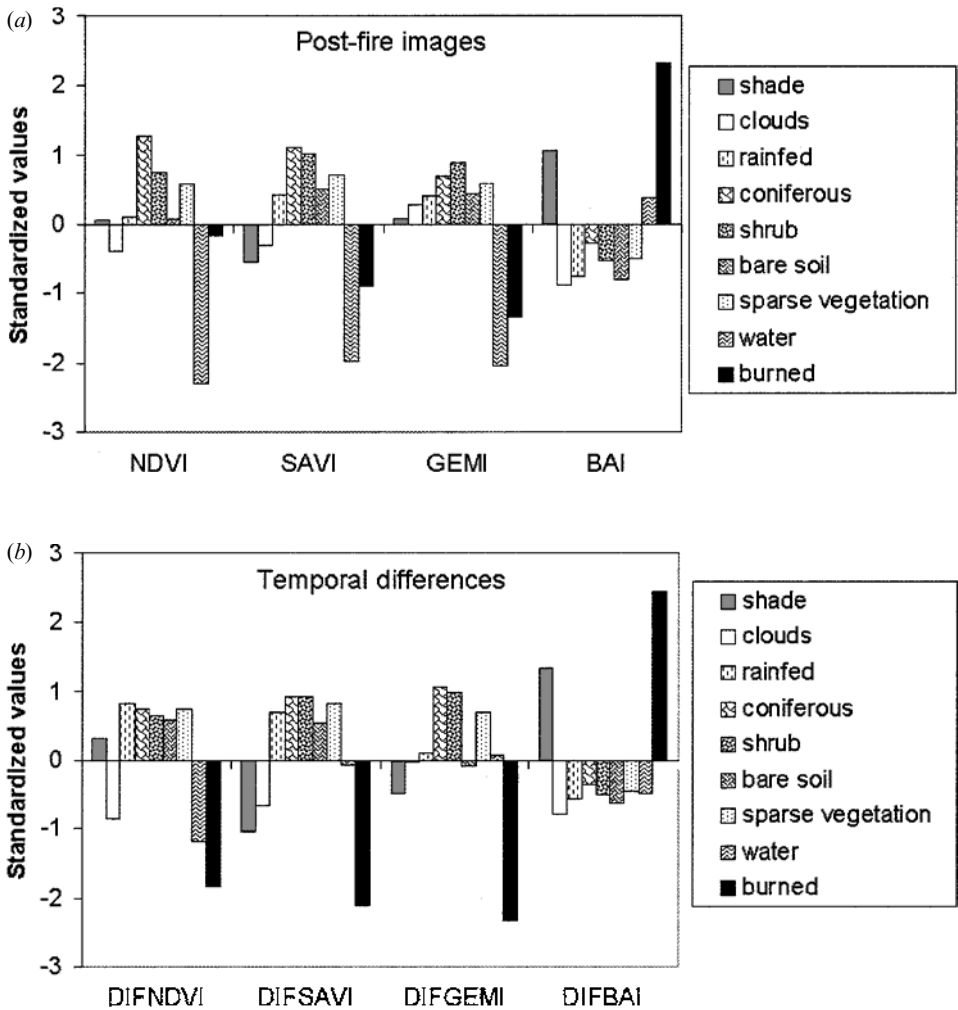 (a)
3
2
1
0
-1
-2
-3
Standardized values
Post-fire images
NDVI SAVI GEMI BAI
shade
clouds
rainfed
coniferous
shrub
bare soil
sparse vegetation
water
burned
(b)
3
2
1
0
-1
-2
-3
Standardized values
Temporal differences
DIFNDVI DIFSAVI DIFGEMI DIFBAI
shade
clouds
rainfed
coniferous
shrub
bare soil
sparse vegetation
water
burned